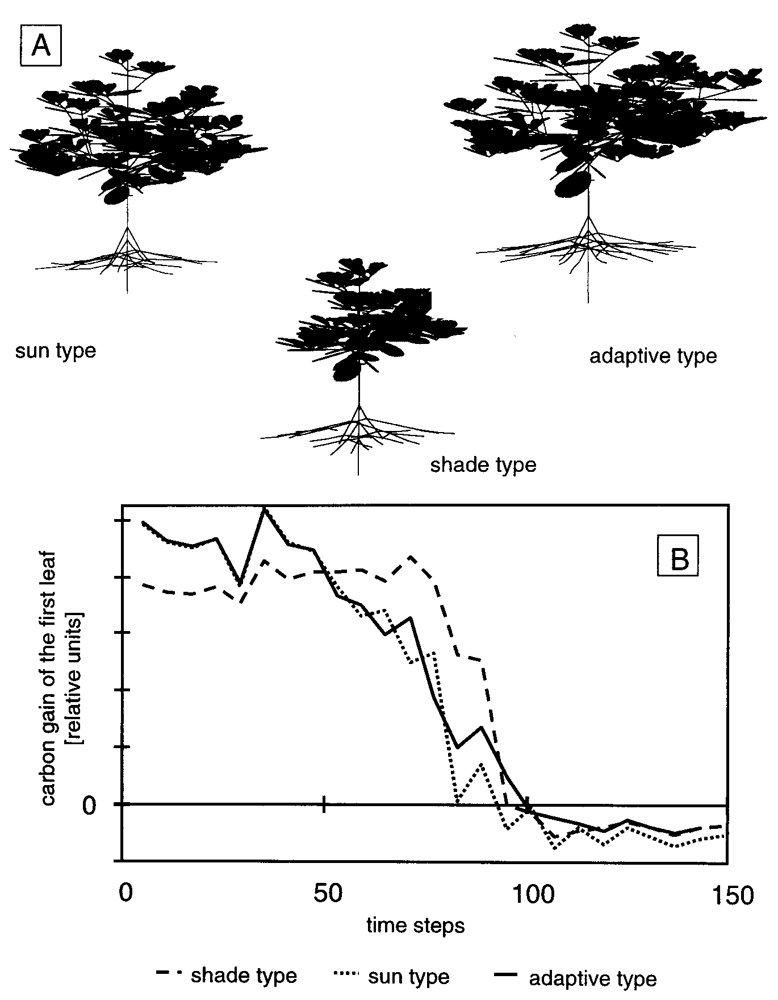 A
sun type
adaptive type
shade type
B
carbon gain of the first leaf
[relative units]
0
0 50 100 150
time steps
shade type sun type adaptive type